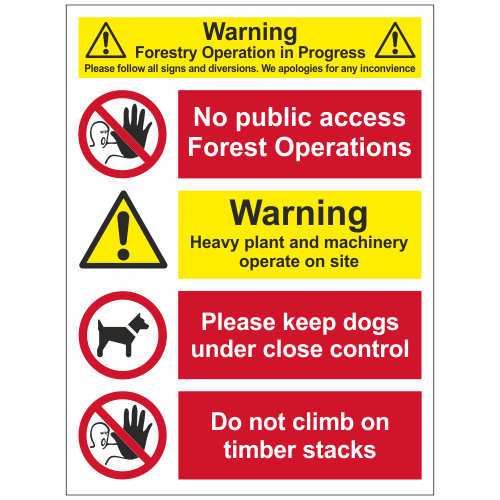 Warning
Forestry Operation in Progress
Please follow all signs and diversions. We apologies for any inconvience
No public access
Forest Operations
Warning
Heavy plant and machinery
operate on site
Please keep dogs
under close control
Do not climb on
timber stacks